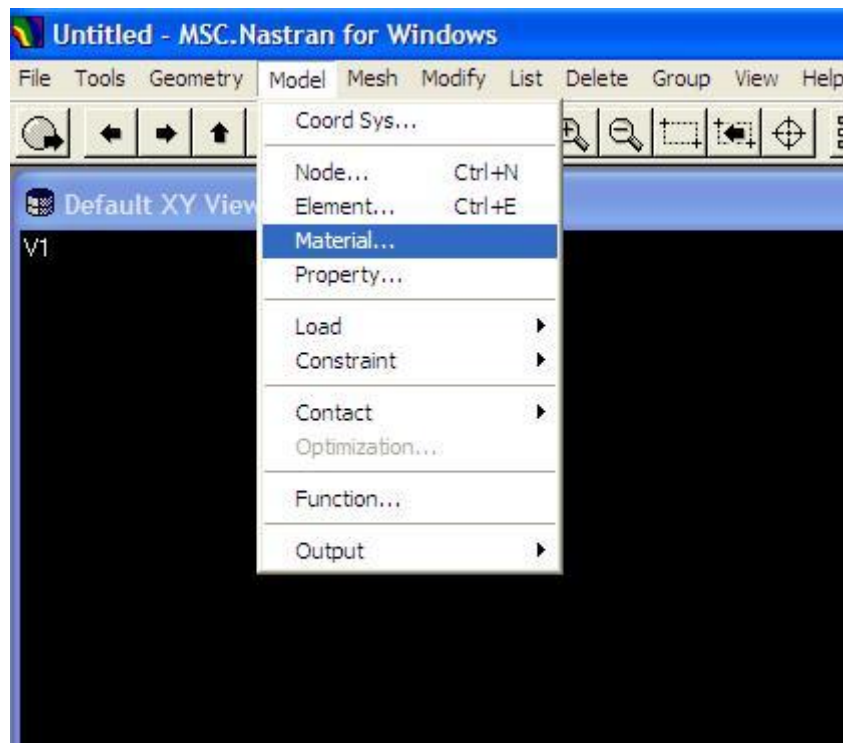 Untitled - MSC.Nastran for Windows
File Tools Geometry Model Mesh Modify List Delete Group View Help
Coord Sys...
Node... Ctrl+N
Default XY View
Element... Ctrl+E
V1
Material...
Property...
Load
Constraint
Contact
Optimization...
Function...
Output